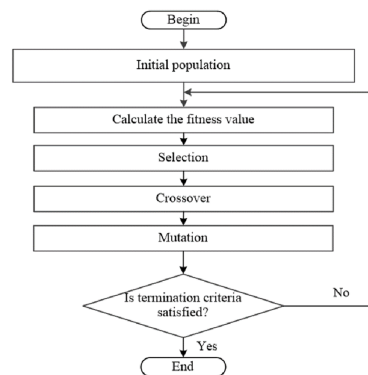 Begin
Initial population
Calculate the fitness value
Selection
Crossover
Mutation
Is termination criteria
satisfied?
No
Yes
End